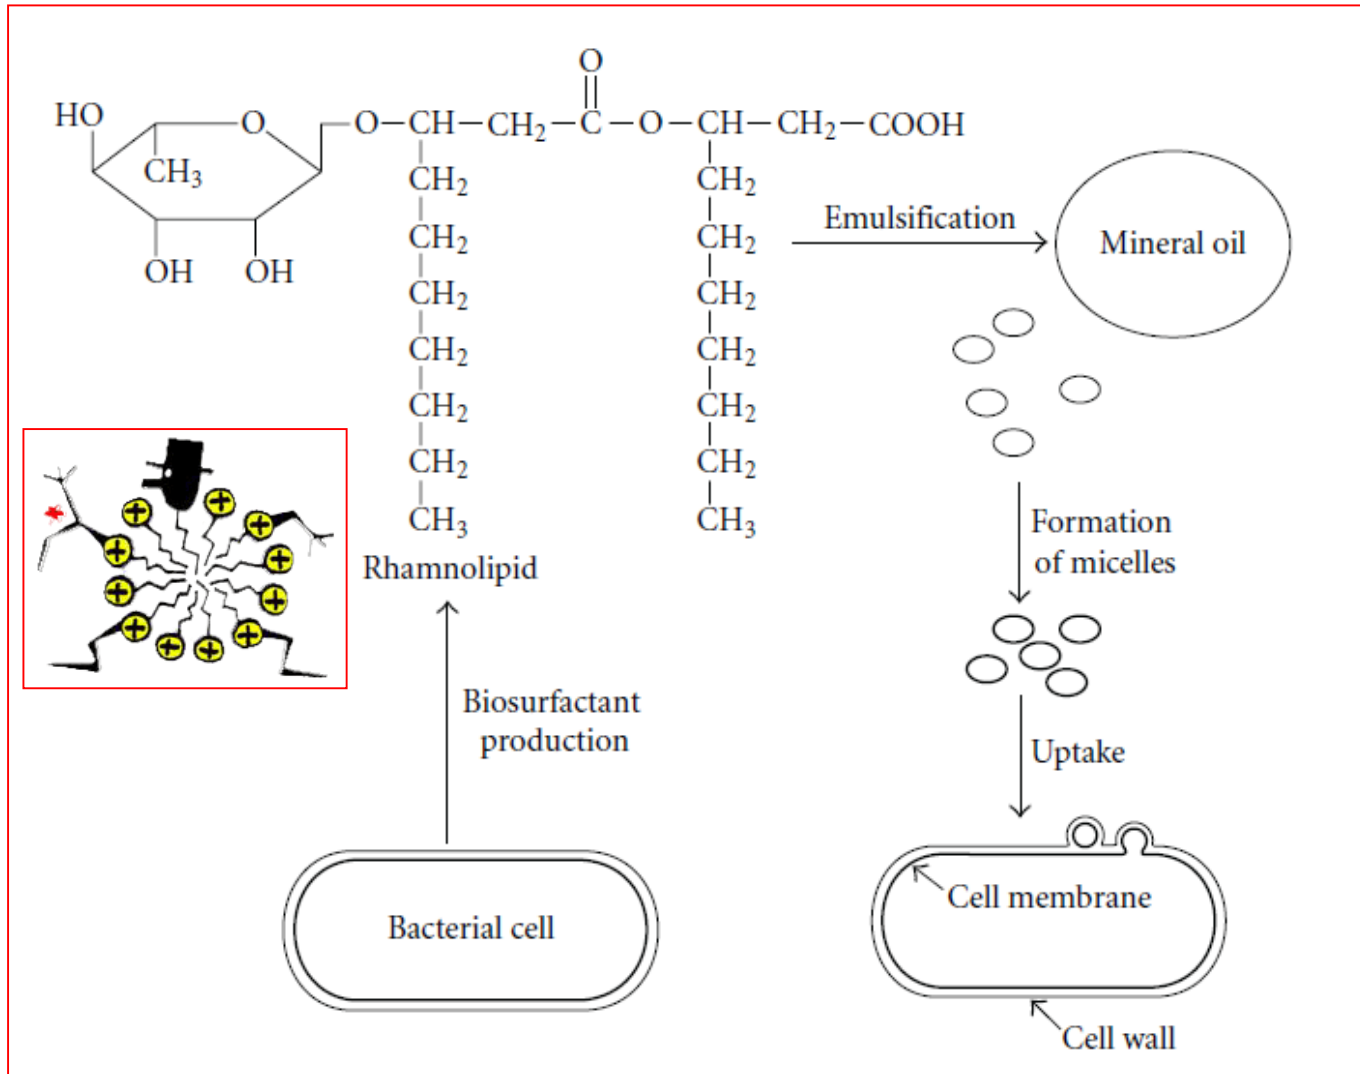 O
HO
O
O–CH–CH₂–C–O–CH–CH₂–COOH
CH₃
OH
OH
CH₂
CH₂
CH₂
CH₂
CH₂
CH₂
CH₃
CH₂
CH₂
CH₂
CH₂
CH₂
CH₂
CH₃
Rhamnolipid
Emulsification
Mineral oil
Formation
of micelles
Uptake
Biosurfactant
production
Bacterial cell
Cell membrane
Cell wall
+
+
+
+
+
+
+
+
+
+
+